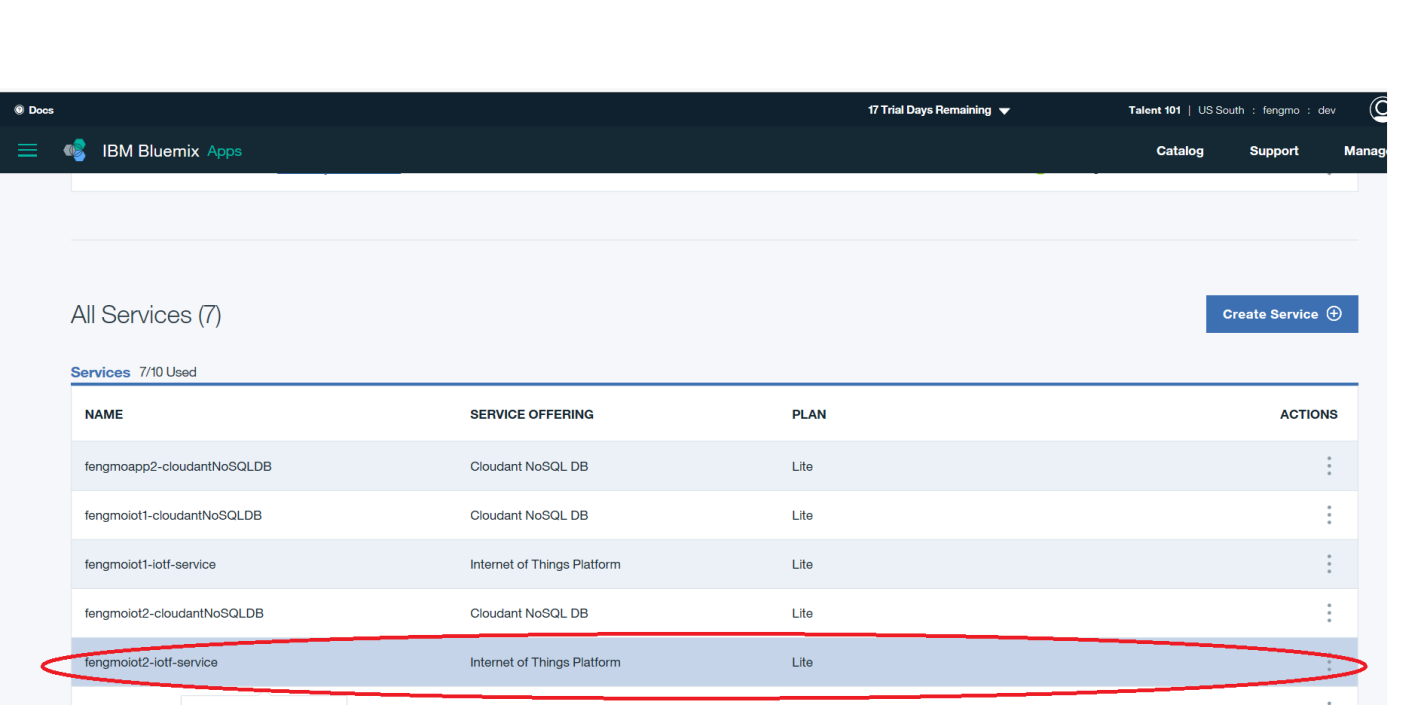 Docs 17 Trial Days Remaining Talent 101 | US South : fengmo : dev
IBM Bluemix Apps Catalog Support Manag
All Services (7) Create Service
Services 7/10 Used
NAME SERVICE OFFERING PLAN ACTIONS
fengmoapp2-cloudantNoSQLDB Cloudant NoSQL DB Lite
fengmoiot1-cloudantNoSQLDB Cloudant NoSQL DB Lite
fengmoiot1-iotf-service Internet of Things Platform Lite
fengmoiot2-cloudantNoSQLDB Cloudant NoSQL DB Lite
fengmoiot2-iotf-service Internet of Things Platform Lite